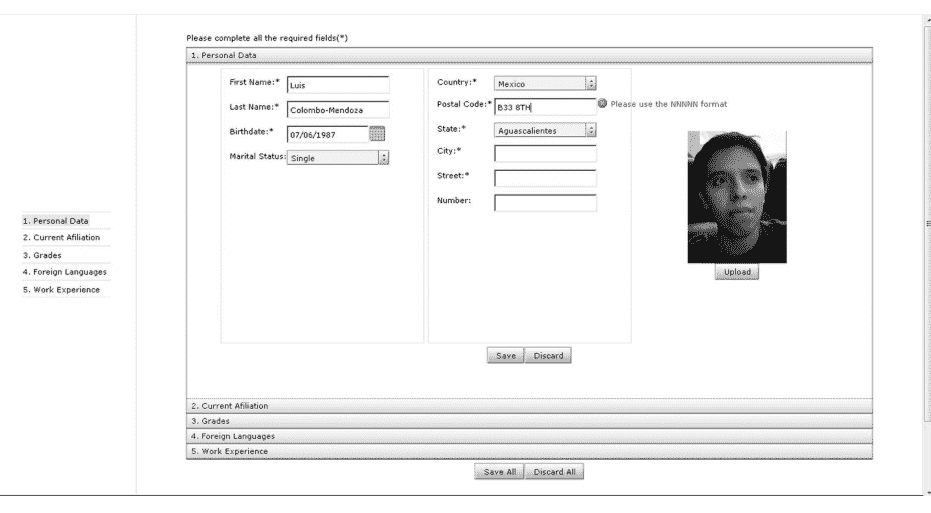 Please complete all the required fields(*)
1. Personal Data
First Name:* Luis
Last Name:* Colombo-Mendoza
Birthdate:* 07/06/1987
Marital Status: Single
Country:* Mexico
Postal Code:* B33 8TH Please use the NNNNN format
State:* Aguascalientes
City:*
Street:*
Number:
Upload
Save Discard
1. Personal Data
2. Current Afiliation
3. Grades
4. Foreign Languages
5. Work Experience
2. Current Afiliation
3. Grades
4. Foreign Languages
5. Work Experience
Save All Discard All